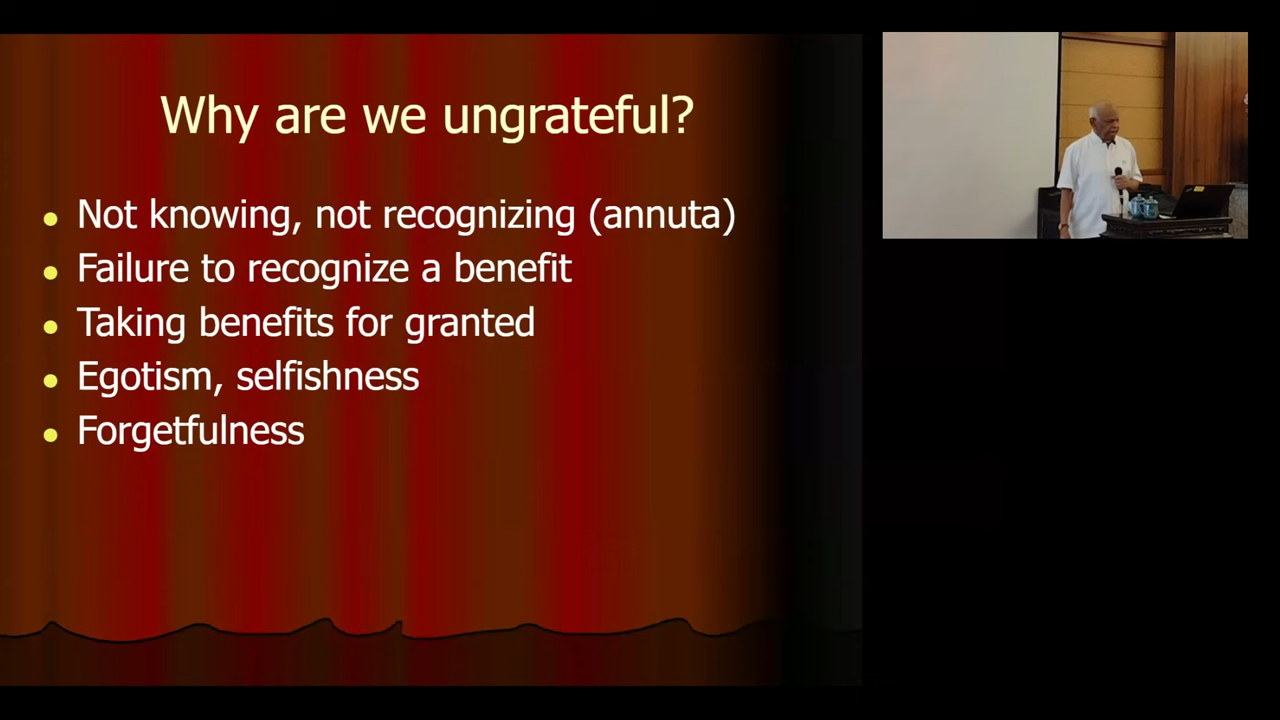 Why are we ungrateful?
Not knowing, not recognizing (annuta)
Failure to recognize a benefit
Taking benefits for granted
Egotism, selfishness
Forgetfulness